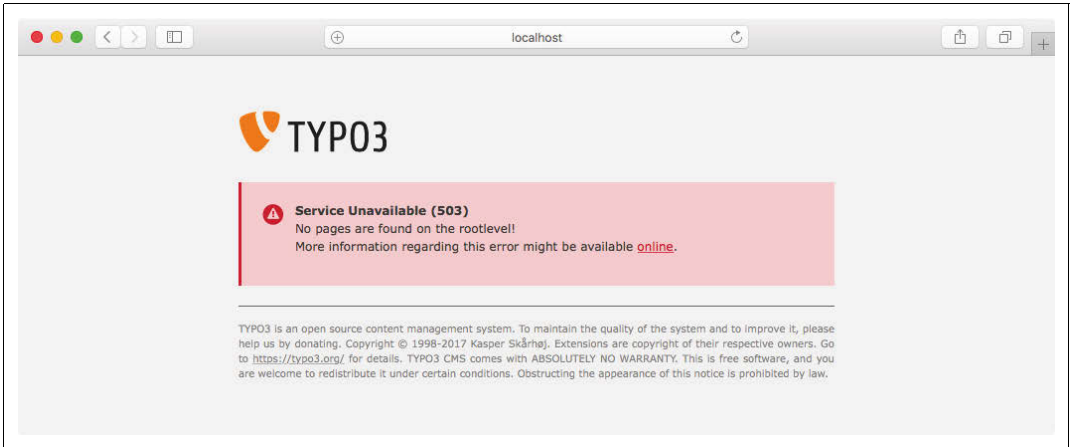 localhost
TYPO3
Service Unavailable (503)
No pages are found on the rootlevel!
More information regarding this error might be available online.
TYPO3 is an open source content management system. To maintain the quality of the system and to improve it, please
help us by donating. Copyright © 1998-2017 Kasper Skårhøj. Extensions are copyright of their respective owners. Go
to https://typo3.org/ for details. TYPO3 CMS comes with ABSOLUTELY NO WARRANTY. This is free software, and you
are welcome to redistribute it under certain conditions. Obstructing the appearance of this notice is prohibited by law.